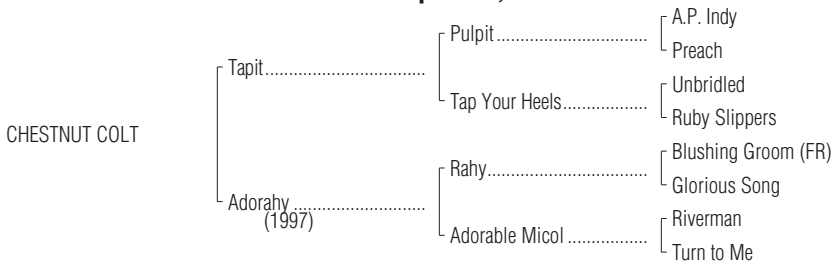 A.P. Indy
Pulpit
Preach
Tapit
Unbridled
Tap Your Heels
Ruby Slippers
CHESTNUT COLT
Blushing Groom (FR)
Rahy
Glorious Song
Adorahy
(1997)
Riverman
Adorable Micol
Turn to Me